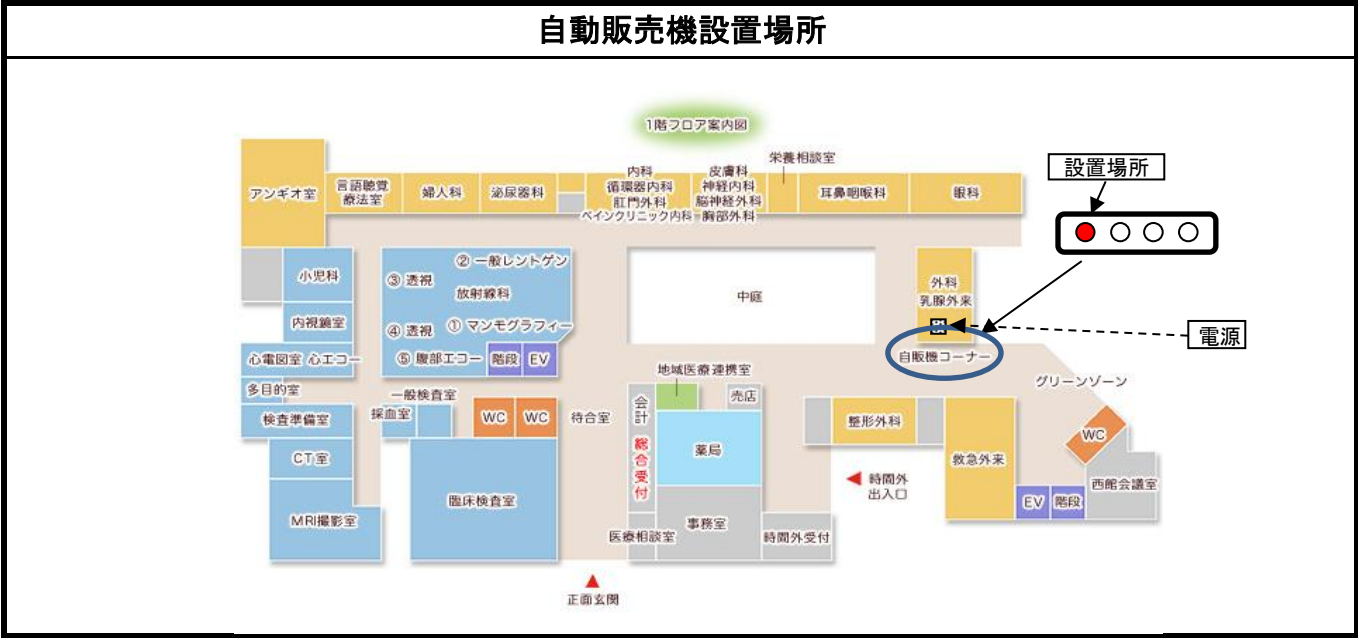 自動販売機設置場所
1階フロア案内図
栄養相談室
設置場所
アンギオ室
言語聴覚
療法室
婦人科
泌尿器科
内科
循環器内科
肛門外科
ペインクリニック内科
皮膚科
神経内科
脳神経外科
胸部外科
耳鼻咽喉科
眼科
小児科
内視鏡室
心電図室 心エコー
② 一般レントゲン
③ 透視
放射線科
④ 透視
① マンモグラフィー
⑤ 腹部エコー
階段
EV
中庭
外科
乳腺外来
電源
自販機コーナー
グリーンゾーン
多目的室
検査準備室
CT室
MRI撮影室
一般検査室
採血室
WC
WC
待合室
臨床検査室
地域医療連携室
売店
会計
総合受付
薬局
医療相談室
事務室
時間外受付
整形外科
救急外来
時間外
出入口
WC
西館会議室
EV
階段
正面玄関